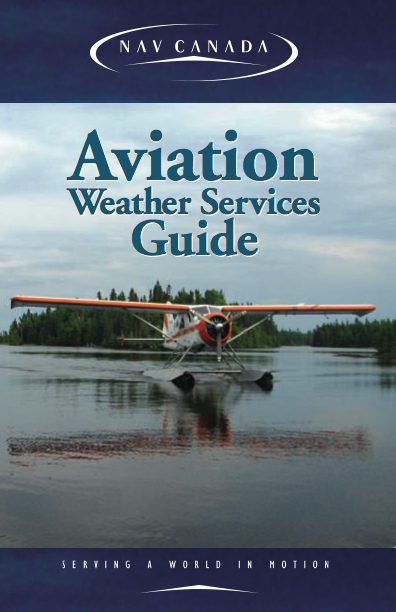 NAV CANADA
Aviation
Weather Services
Guide
SERVING A WORLD IN MOTION